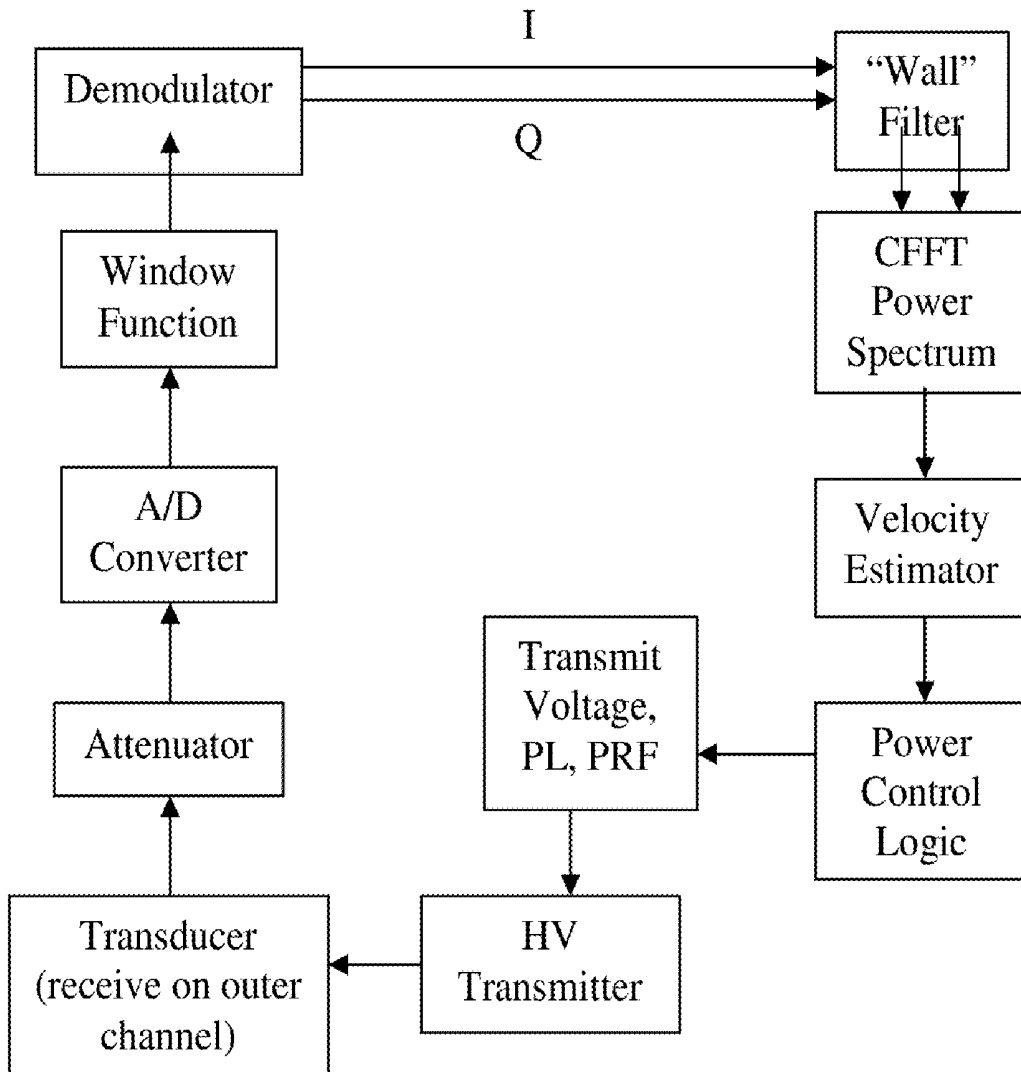 I
Demodulator
“Wall”
Filter
Q
Window
Function
CFFT
Power
Spectrum
A/D
Converter
Velocity
Estimator
Transmit
Voltage,
PL, PRF
Attenuator
Power
Control
Logic
Transducer
(receive on outer
channel)
HV
Transmitter